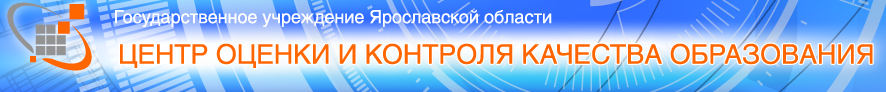 Государственное учреждение Ярославской области
ЦЕНТР ОЦЕНКИ И КОНТРОЛЯ КАЧЕСТВА ОБРАЗОВАНИЯ